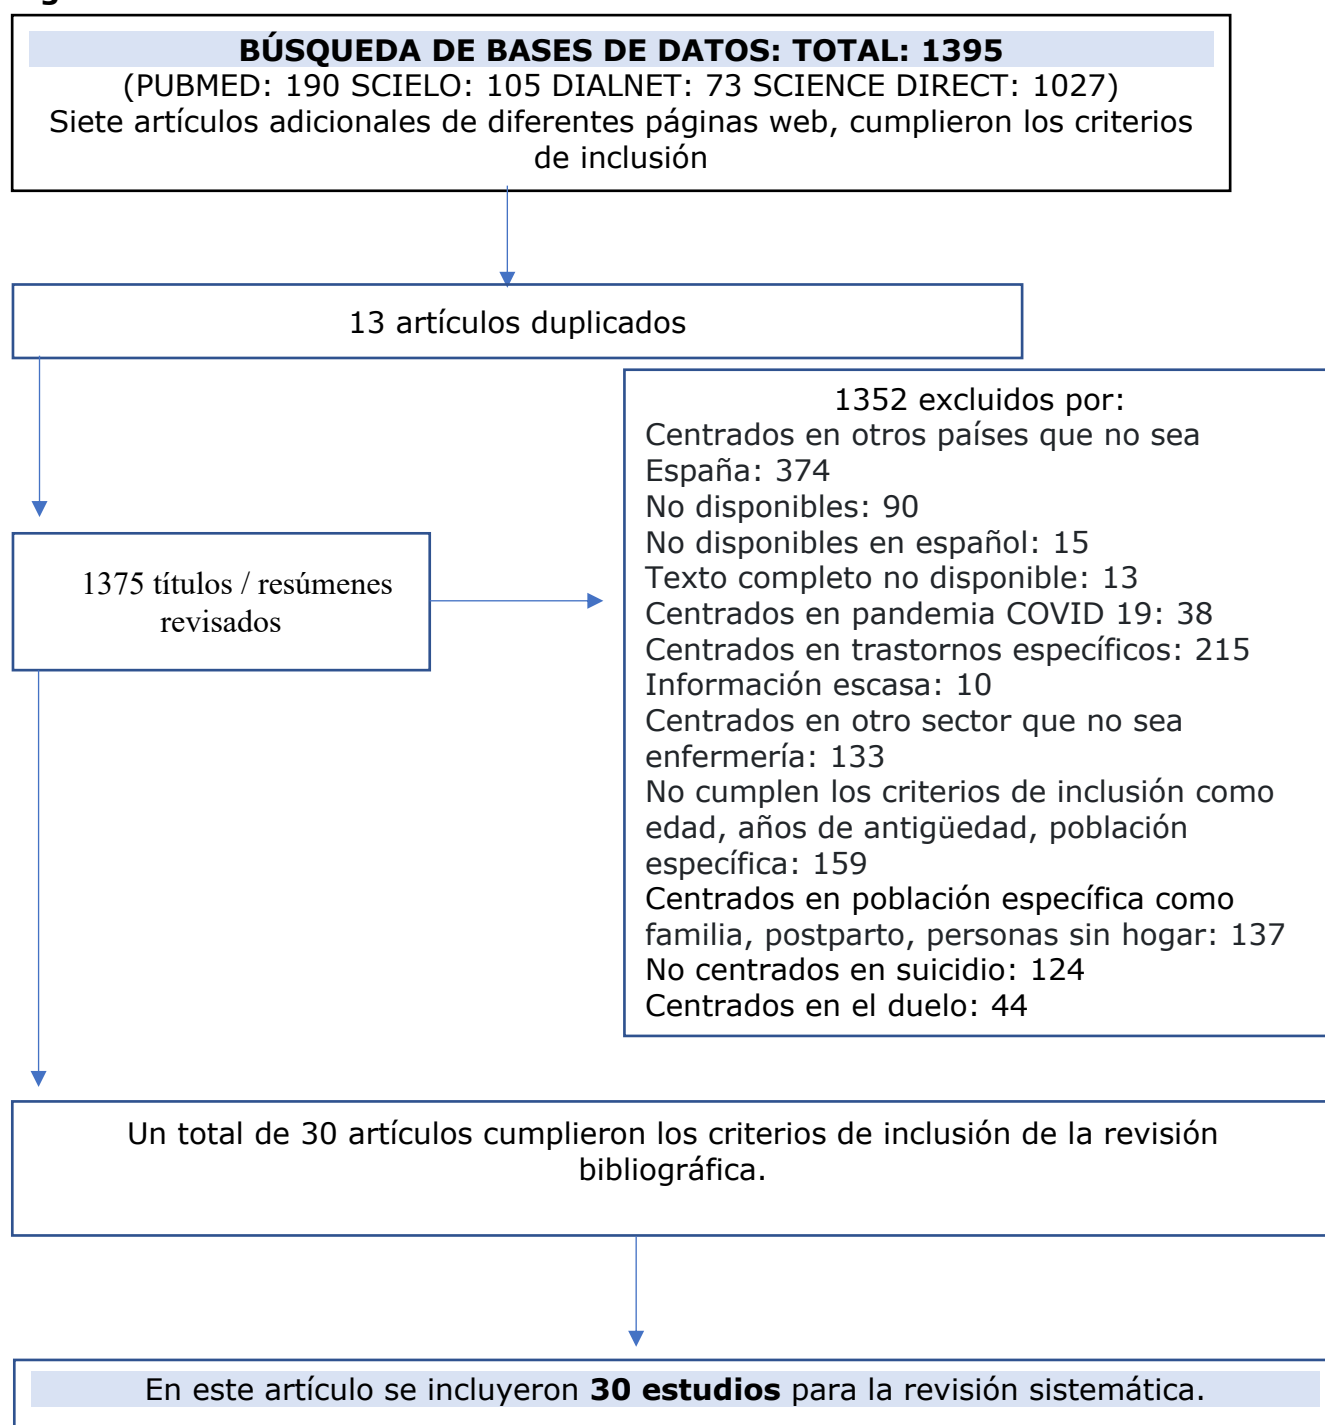 BÚSQUEDA DE BASES DE DATOS: TOTAL: 1395
(PUBMED: 190 SCIELO: 105 DIALNET: 73 SCIENCE DIRECT: 1027)
Siete artículos adicionales de diferentes páginas web, cumplieron los criterios
de inclusión
13 artículos duplicados
1375 títulos / resúmenes
revisados
1352 excluidos por:
Centrados en otros países que no sea
España: 374
No disponibles: 90
No disponibles en español: 15
Texto completo no disponible: 13
Centrados en pandemia COVID 19: 38
Centrados en trastornos específicos: 215
Información escasa: 10
Centrados en otro sector que no sea
enfermería: 133
No cumplen los criterios de inclusión como
edad, años de antigüedad, población
específica: 159
Centrados en población específica como
familia, postparto, personas sin hogar: 137
No centrados en suicidio: 124
Centrados en el duelo: 44
Un total de 30 artículos cumplieron los criterios de inclusión de la revisión
bibliográfica.
En este artículo se incluyeron 30 estudios para la revisión sistemática.